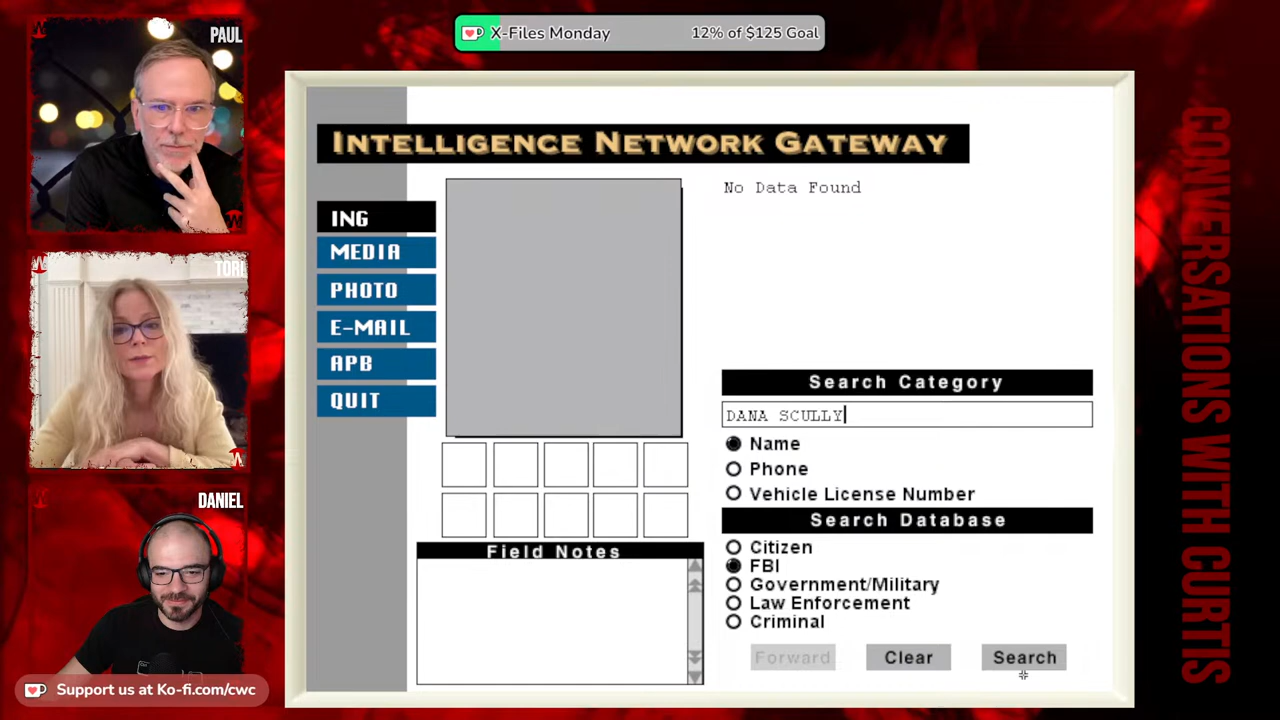 PAUL
X-Files Monday
12% of $125 Goal
INTELLIGENCE NETWORK GATEWAY
No Data Found
ING
MEDIA
PHOTO
E-MAIL
APB
QUIT
TORI
Search Category
DANA SCULLY
Name
Phone
Vehicle License Number
Search Database
Citizen
FBI
Government/Military
Law Enforcement
Criminal
Field Notes
Forward
Clear
Search
DANIEL
Support us at Ko-fi.com/cwc
CONVERSATIONS WITH CURTIS